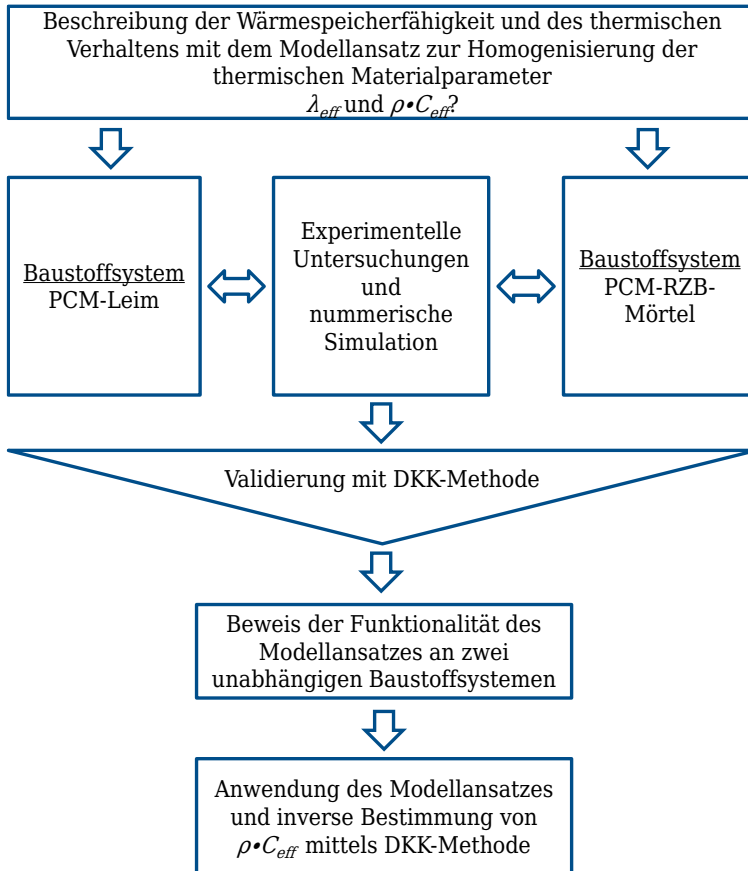 Beschreibung der Wärmespeicherfähigkeit und des thermischen
Verhaltens mit dem Modellansatz zur Homogenisierung der
thermischen Materialparameter
λeff und ρ•Ceff?
Baustoffsystem
PCM-Leim
Experimentelle
Untersuchungen
und
nummerische
Simulation
Baustoffsystem
PCM-RZB-
Mörtel
Validierung mit DKK-Methode
Beweis der Funktionalität des
Modellansatzes an zwei
unabhängigen Baustoffsystemen
Anwendung des Modellansatzes
und inverse Bestimmung von
ρ•Ceff mittels DKK-Methode